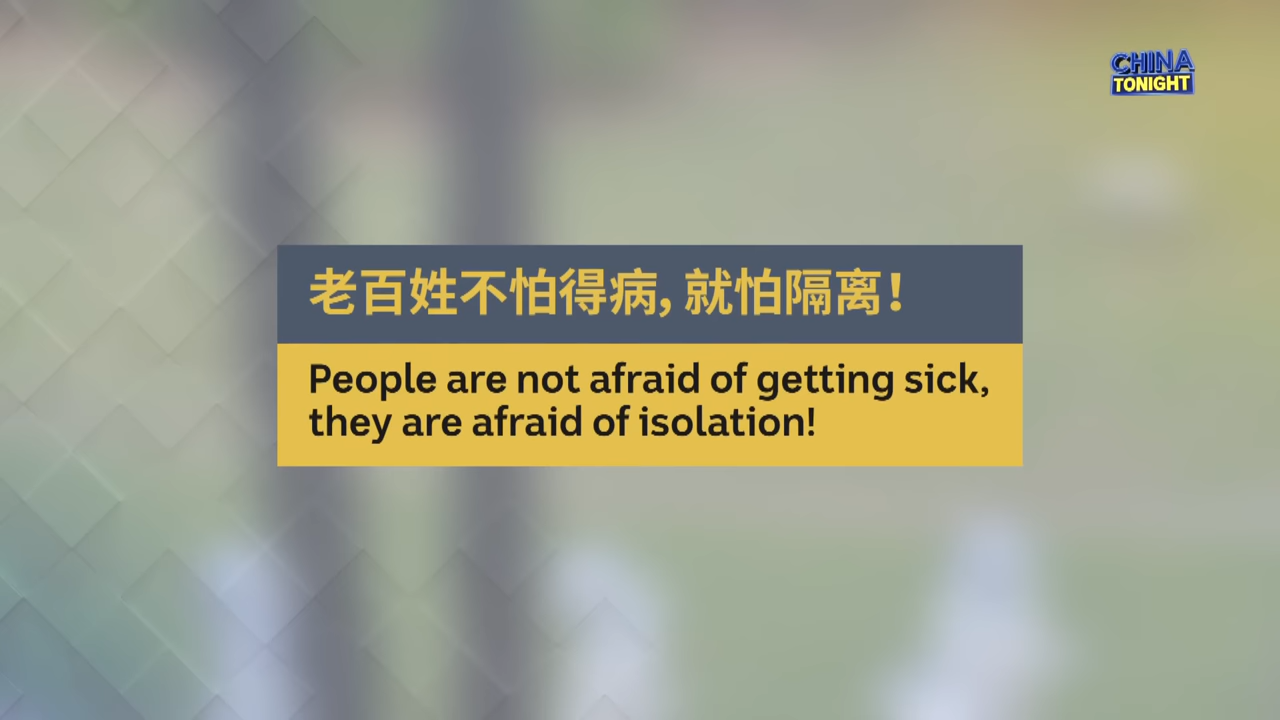 CHINA
TONIGHT
老百姓不怕得病，就怕隔离！
People are not afraid of getting sick,
they are afraid of isolation!